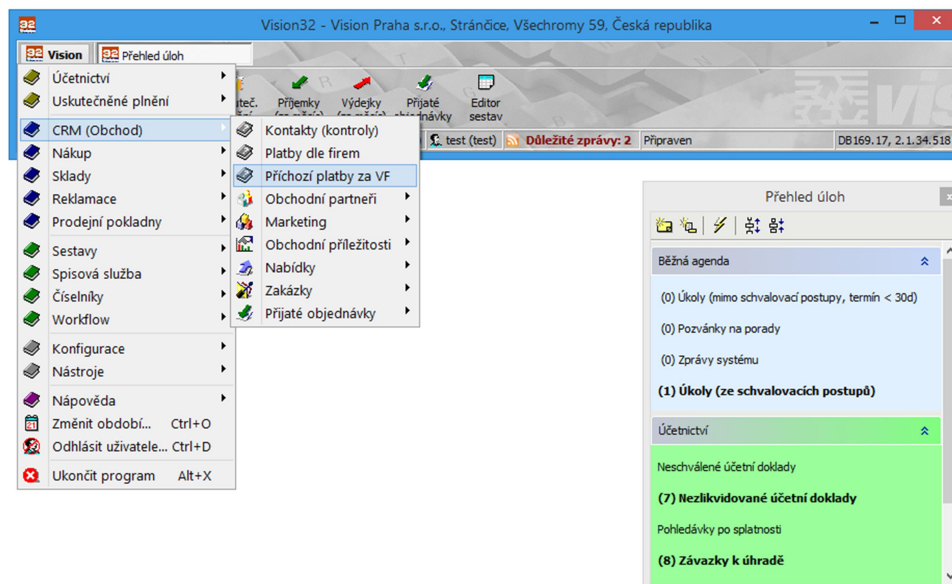 32
Vision32 - Vision Praha s.r.o., Stránčice, Všechromy 59, Česká republika
32 Vision
32 Přehled úloh
Příjemky
Výdejky
Přijaté
Editor sestav
test (test)
Důležité zprávy: 2
Připraven
DB169.17, 2.1.34.518
Účetnictví
Uskutečněné plnění
CRM (Obchod)
Nákup
Sklady
Reklamace
Prodejní pokladny
Sestavy
Spisová služba
Číselníky
Workflow
Konfigurace
Nástroje
Nápověda
Změnit období... Ctrl+O
Odhlásit uživatele... Ctrl+D
Ukončit program Alt+X
Kontakty (kontroly)
Platby dle firem
Příchozí platby za VF
Obchodní partneři
Marketing
Obchodní příležitosti
Nabídky
Zakázky
Přijaté objednávky
Přehled úloh
Běžná agenda
(0) Úkoly (mimo schvalovací postupy, termín < 30d)
(0) Pozvánky na porady
(0) Zprávy systému
(1) Úkoly (ze schvalovacích postupů)
Účetnictví
Neschválené účetní doklady
(7) Nezlikvidované účetní doklady
Pohledávky po splatnosti
(8) Závazky k úhradě